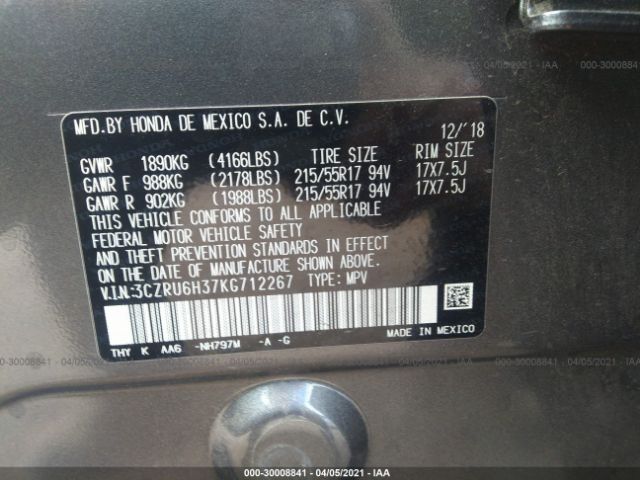 MFD.BY HONDA DE MEXICO S.A. DE C.V.
12/'18
GVWR 1890KG (4166LBS) TIRE SIZE RIM SIZE
GAWR F 988KG (2178LBS) 215/55R17 94V 17X7.5J
GAWR R 902KG (1988LBS) 215/55R17 94V 17X7.5J
THIS VEHICLE CONFORMS TO ALL APPLICABLE
FEDERAL MOTOR VEHICLE SAFETY
AND THEFT PREVENTION STANDARDS IN EFFECT
ON THE DATE OF MANUFACTURE SHOWN ABOVE.
V.I.N:3CZRU6H37KG712267 TYPE: MPV
MADE IN MEXICO
THY K AA6 -NH797M -A -G
000-30008841 - 04/05/2021 - IAA